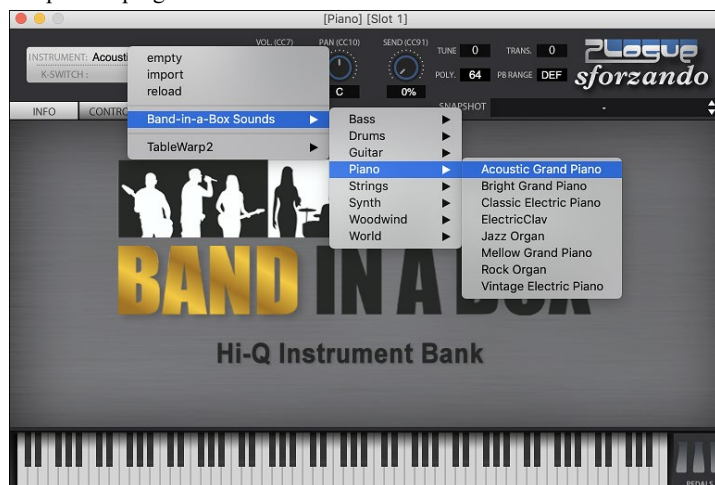 [Piano] [Slot 1]
INSTRUMENT: Acousti
K-SWITCH :
VOL. (CC7)
PAN (CC10)
SEND (CC91)
C
0%
TUNE 0
TRANS. 0
POLY. 64
PB RANGE DEF
PLOGUE
sforzando
INFO
CONTRO
SNAPSHOT
-
empty
import
reload
Band-in-a-Box Sounds
TableWarp2
Bass
Drums
Guitar
Piano
Strings
Synth
Woodwind
World
Acoustic Grand Piano
Bright Grand Piano
Classic Electric Piano
ElectricClav
Jazz Organ
Mellow Grand Piano
Rock Organ
Vintage Electric Piano
BAND IN A BOX
Hi-Q Instrument Bank
PEDALS